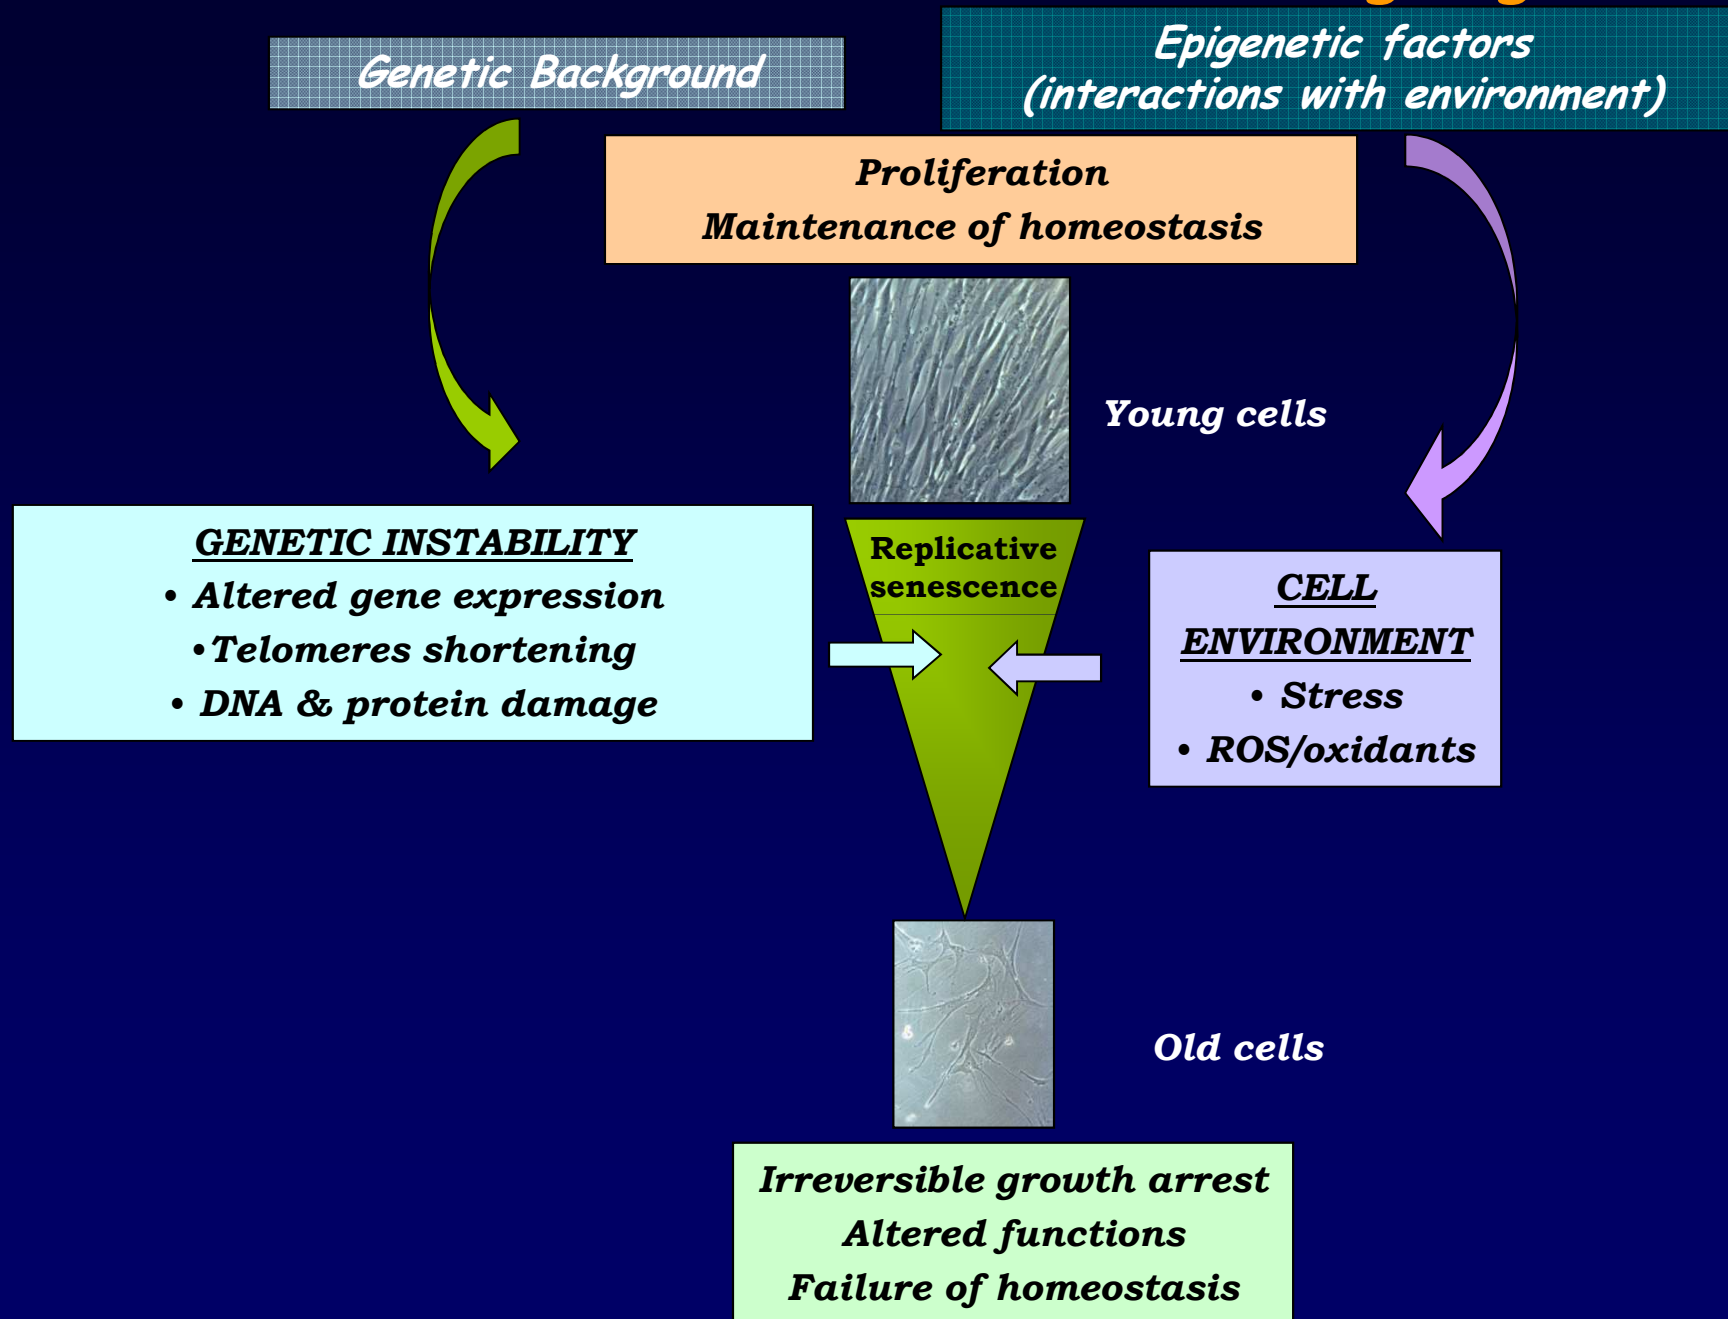 Genetic Background
Epigenetic factors
(interactions with environment)
Proliferation
Maintenance of homeostasis
Young cells
GENETIC INSTABILITY
• Altered gene expression
•Telomeres shortening
• DNA & protein damage
Replicative
senescence
CELL
ENVIRONMENT
• Stress
• ROS/oxidants
Old cells
Irreversible growth arrest
Altered functions
Failure of homeostasis